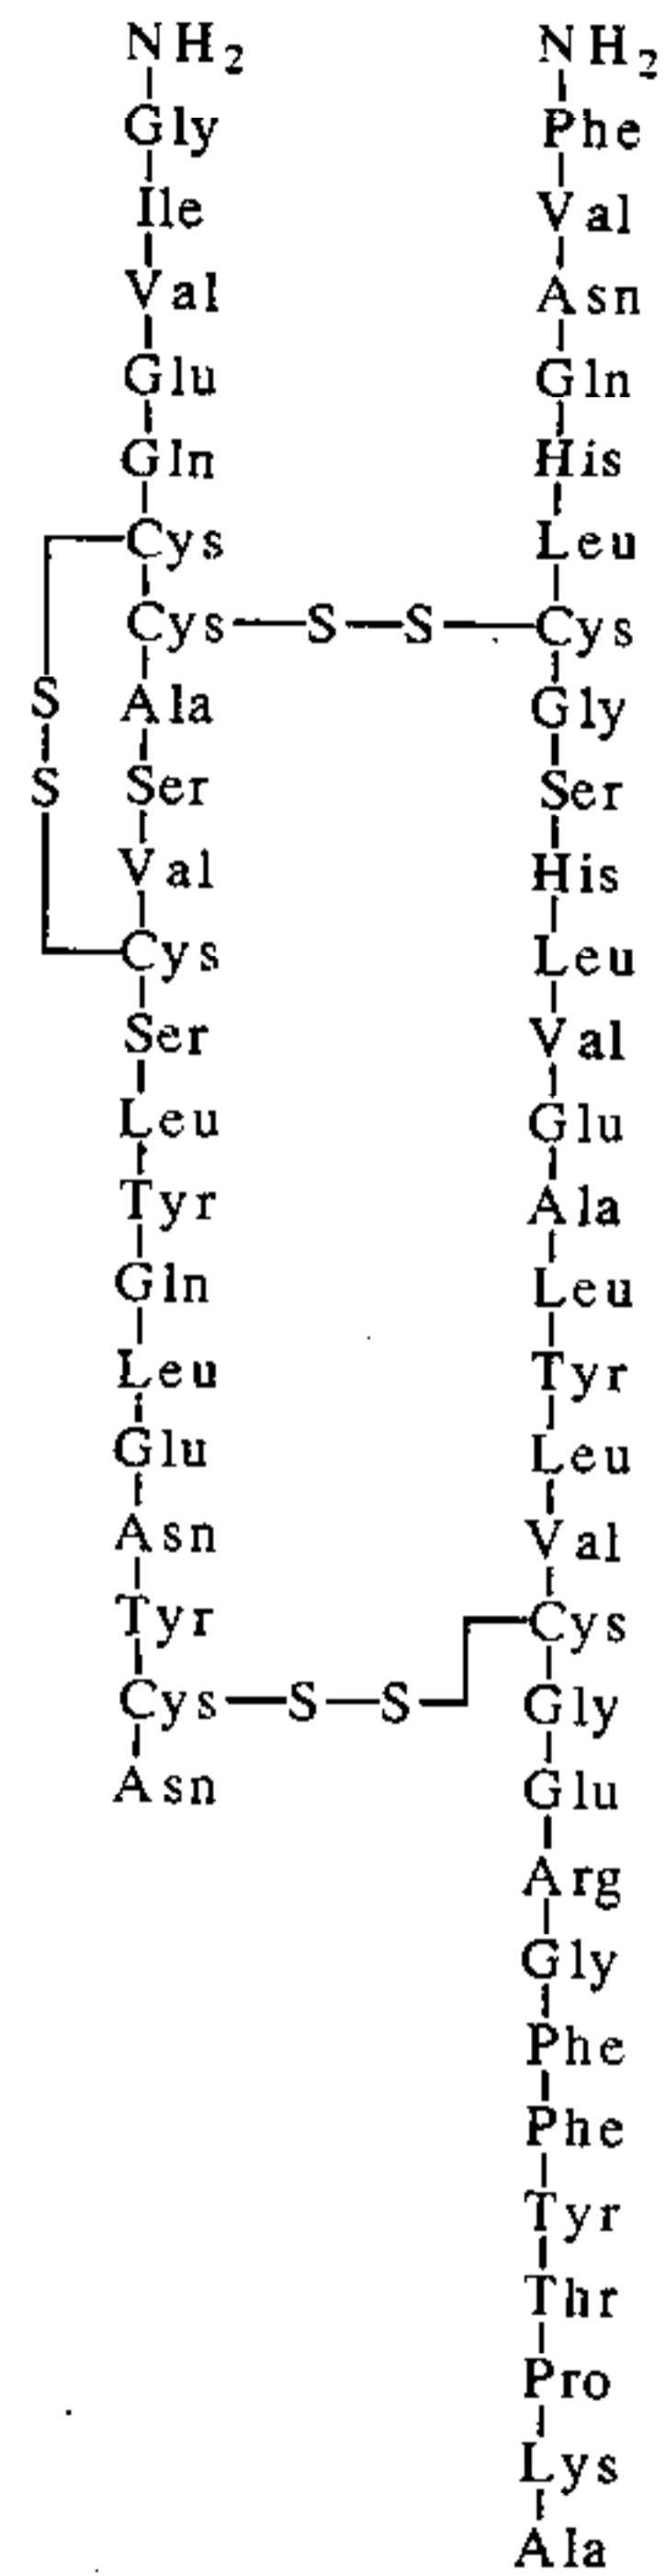 NH2 NH2
Gly Phe
Ile Val
Val Asn
Glu Gln
Gln His
Cys Leu
Cys S S Cys
S Ala Gly
S Ser Ser
Val His
Cys Leu
Ser Val
Leu Glu
Tyr Ala
Gln Leu
Leu Tyr
Glu Leu
Asn Val
Tyr Cys
Cys S S Gly
Asn Glu
Arg
Gly
Phe
Phe
Tyr
Thr
Pro
Lys
Ala